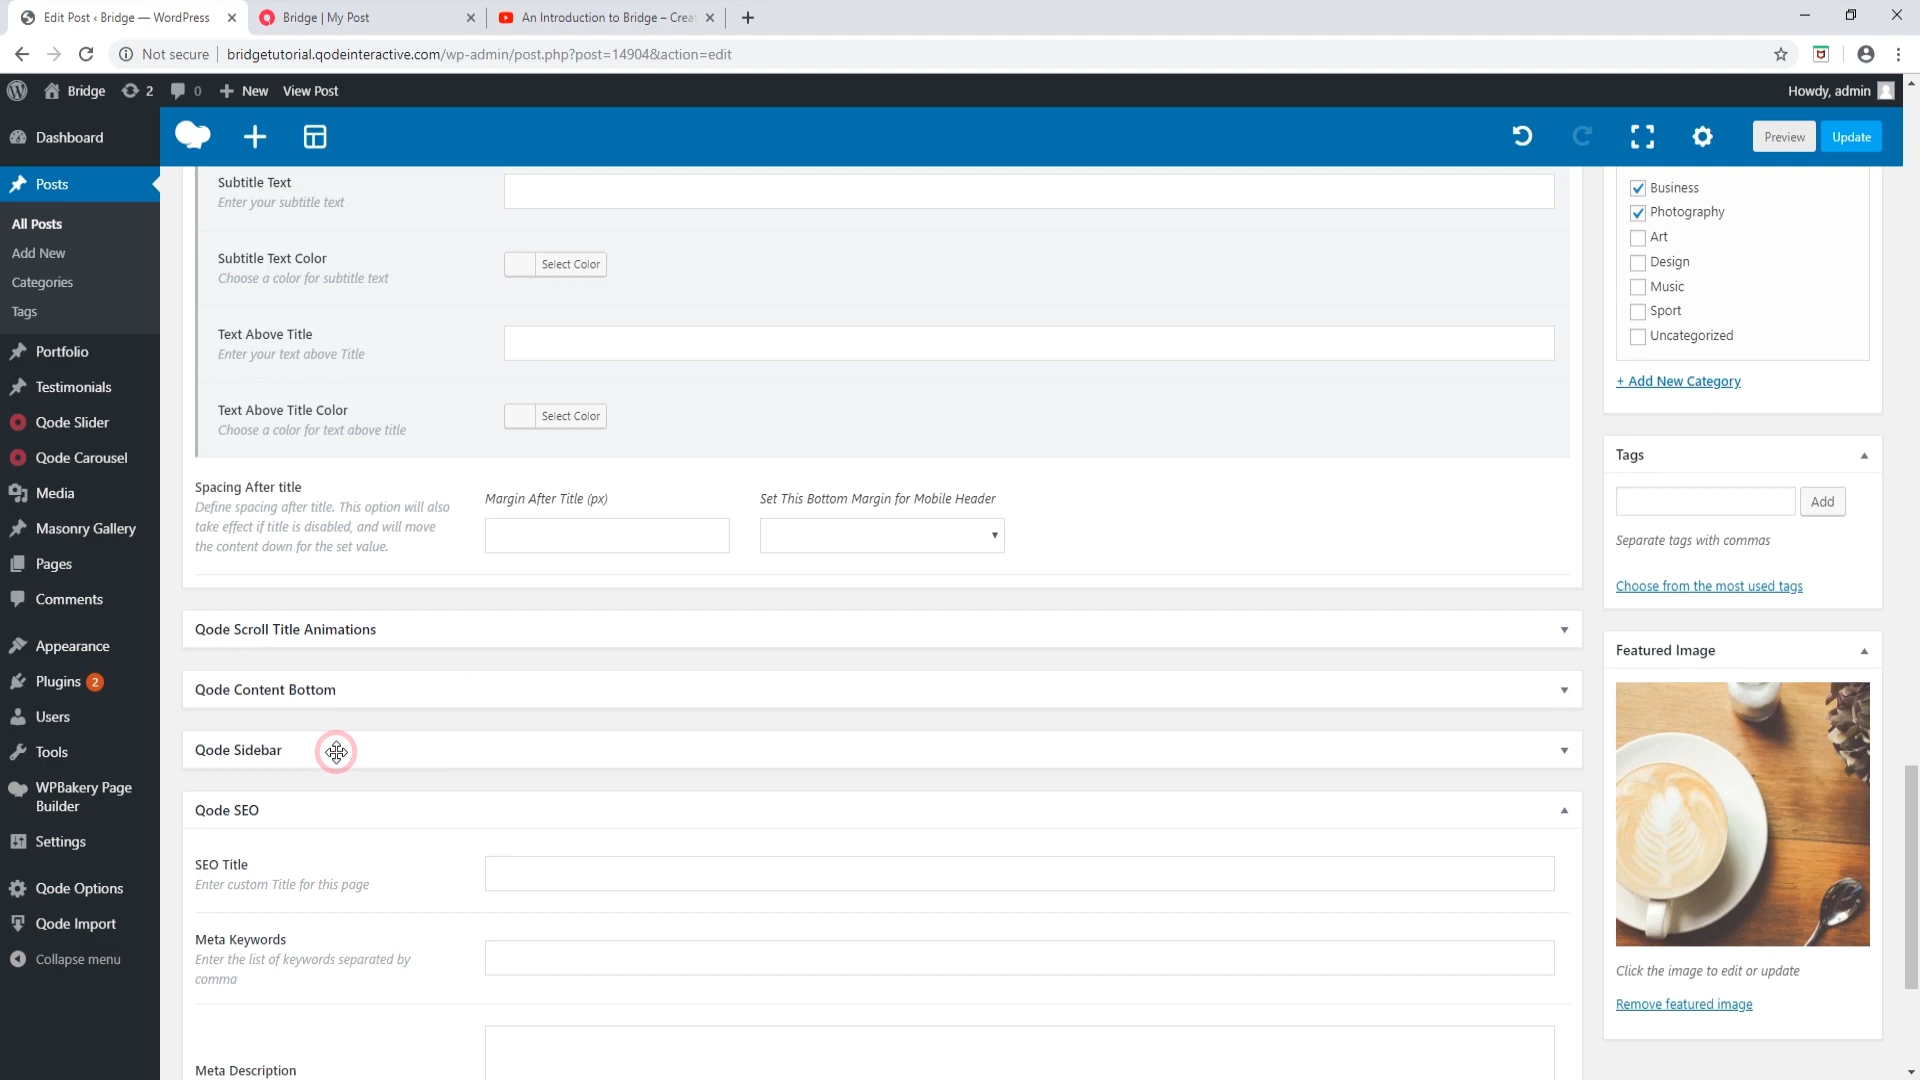 Edit Post ‹ Bridge — WordPress
Bridge | My Post
An Introduction to Bridge – Crea
Not secure
bridgetutorial.qodeinteractive.com/wp-admin/post.php?post=14904&action=edit
Bridge
2
0
New
View Post
Howdy, admin
Dashboard
Preview
Update
Posts
All Posts
Add New
Categories
Tags
Portfolio
Testimonials
Qode Slider
Qode Carousel
Media
Masonry Gallery
Pages
Comments
Appearance
Plugins 2
Users
Tools
WPBakery Page
Builder
Settings
Qode Options
Qode Import
Collapse menu
Subtitle Text
Enter your subtitle text
Subtitle Text Color
Choose a color for subtitle text
Select Color
Text Above Title
Enter your text above Title
Text Above Title Color
Choose a color for text above title
Select Color
Spacing After title
Define spacing after title. This option will also
take effect if title is disabled, and will move
the content down for the set value.
Margin After Title (px)
Set This Bottom Margin for Mobile Header
Qode Scroll Title Animations
Qode Content Bottom
Qode Sidebar
Qode SEO
SEO Title
Enter custom Title for this page
Meta Keywords
Enter the list of keywords separated by
comma
Meta Description
Business
Photography
Art
Design
Music
Sport
Uncategorized
+ Add New Category
Tags
Add
Separate tags with commas
Choose from the most used tags
Featured Image
Click the image to edit or update
Remove featured image